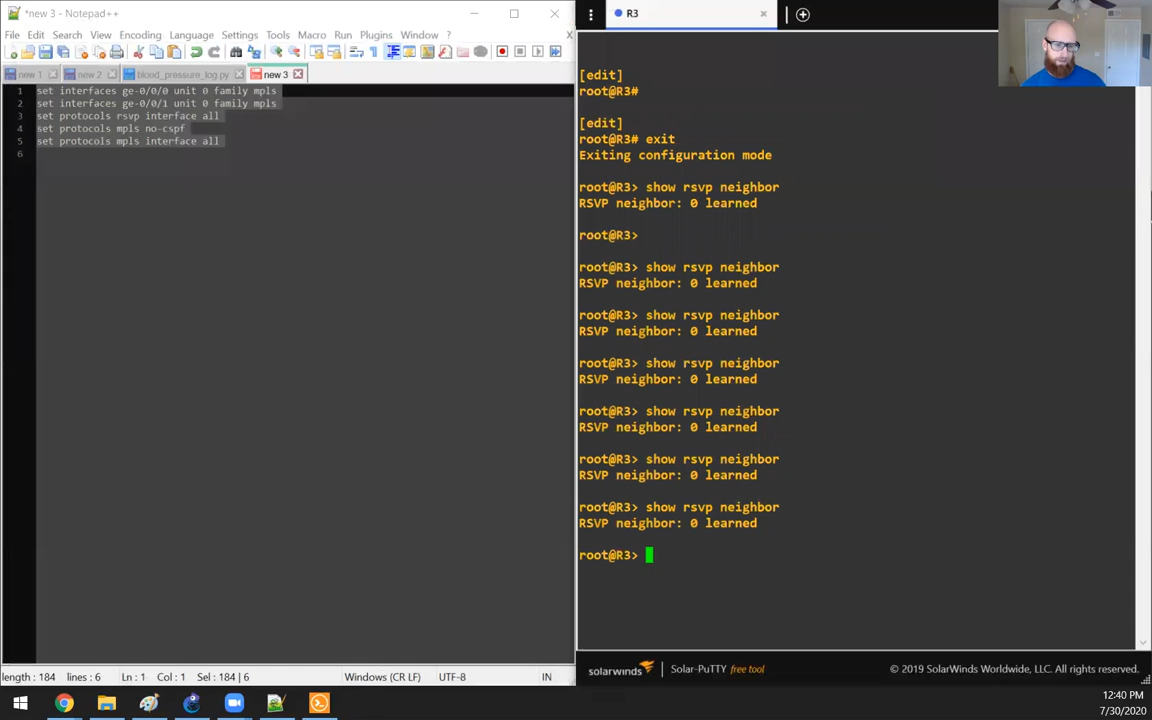 *new 3 - Notepad++
File Edit Search View Encoding Language Settings Tools Macro Run Plugins Window ? X
new 1 new 2 blood_pressure_log.py new 3
1 set interfaces ge-0/0/0 unit 0 family mpls
2 set interfaces ge-0/0/1 unit 0 family mpls
3 set protocols rsvp interface all
4 set protocols mpls no-cspf
5 set protocols mpls interface all
6
length : 184 lines : 6 Ln : 1 Col : 1 Sel : 184 | 6 Windows (CR LF) UTF-8 IN
R3
[edit]
root@R3#
[edit]
root@R3# exit
Exiting configuration mode
root@R3> show rsvp neighbor
RSVP neighbor: 0 learned
root@R3>
root@R3> show rsvp neighbor
RSVP neighbor: 0 learned
root@R3> show rsvp neighbor
RSVP neighbor: 0 learned
root@R3> show rsvp neighbor
RSVP neighbor: 0 learned
root@R3> show rsvp neighbor
RSVP neighbor: 0 learned
root@R3> show rsvp neighbor
RSVP neighbor: 0 learned
root@R3> show rsvp neighbor
RSVP neighbor: 0 learned
root@R3>
solarwinds Solar-PuTTY free tool © 2019 SolarWinds Worldwide, LLC. All rights reserved.
12:40 PM
7/30/2020